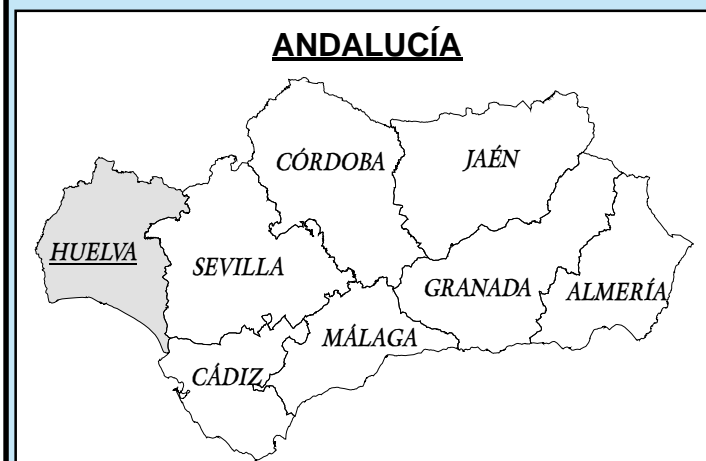 ANDALUCÍA
CÓRDOBA
JAÉN
HUELVA
SEVILLA
GRANADA
ALMERÍA
MÁLAGA
CÁDIZ